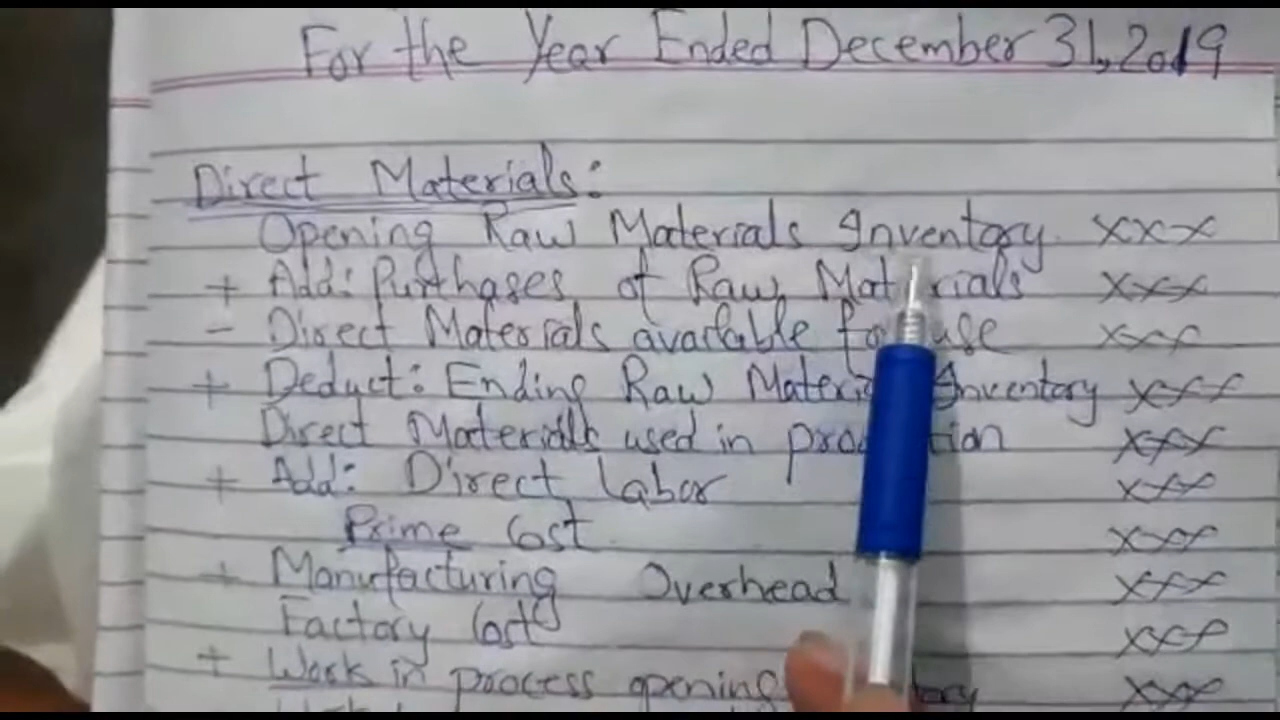 For the Year Ended December 31, 2019
Direct Materials:
Opening Raw Materials Inventory xxx
+ Add: Purchases of Raw Materials xxx
- Direct Materials available for use xxx
+ Deduct: Ending Raw Material Inventory xxx
Direct Materials used in production xxx
+ Add: Direct Labor xxx
Prime Cost xxx
+ Manufacturing Overhead xxx
Factory Cost xxx
+ Work in process opening xxx